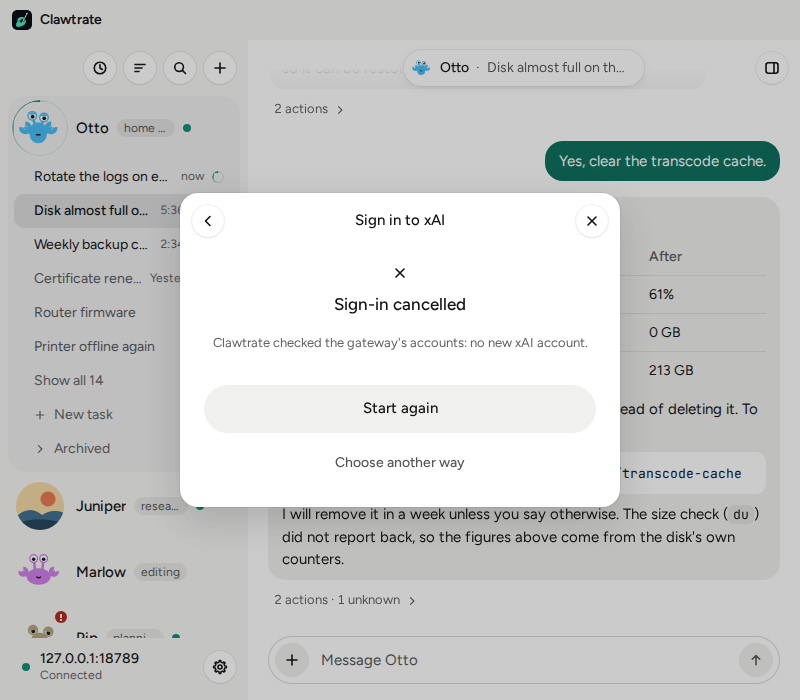 Clawtrate
Otto · Disk almost full on th...
2 actions
Otto
home ...
Yes, clear the transcode cache.
Rotate the logs on e...
now
Disk almost full o...
Weekly backup c...
Certificate rene...
Router firmware
Printer offline again
Show all 14
New task
Archived
Sign in to xAI
Sign-in cancelled
Clawtrate checked the gateway's accounts: no new xAI account.
Start again
Choose another way
After
61%
0 GB
213 GB
ead of deleting it. To
transcode-cache
I will remove it in a week unless you say otherwise. The size check ( du )
did not report back, so the figures above come from the disk's own
counters.
2 actions · 1 unknown
Juniper
resea...
Marlow
editing
127.0.0.1:18789
Connected
Message Otto